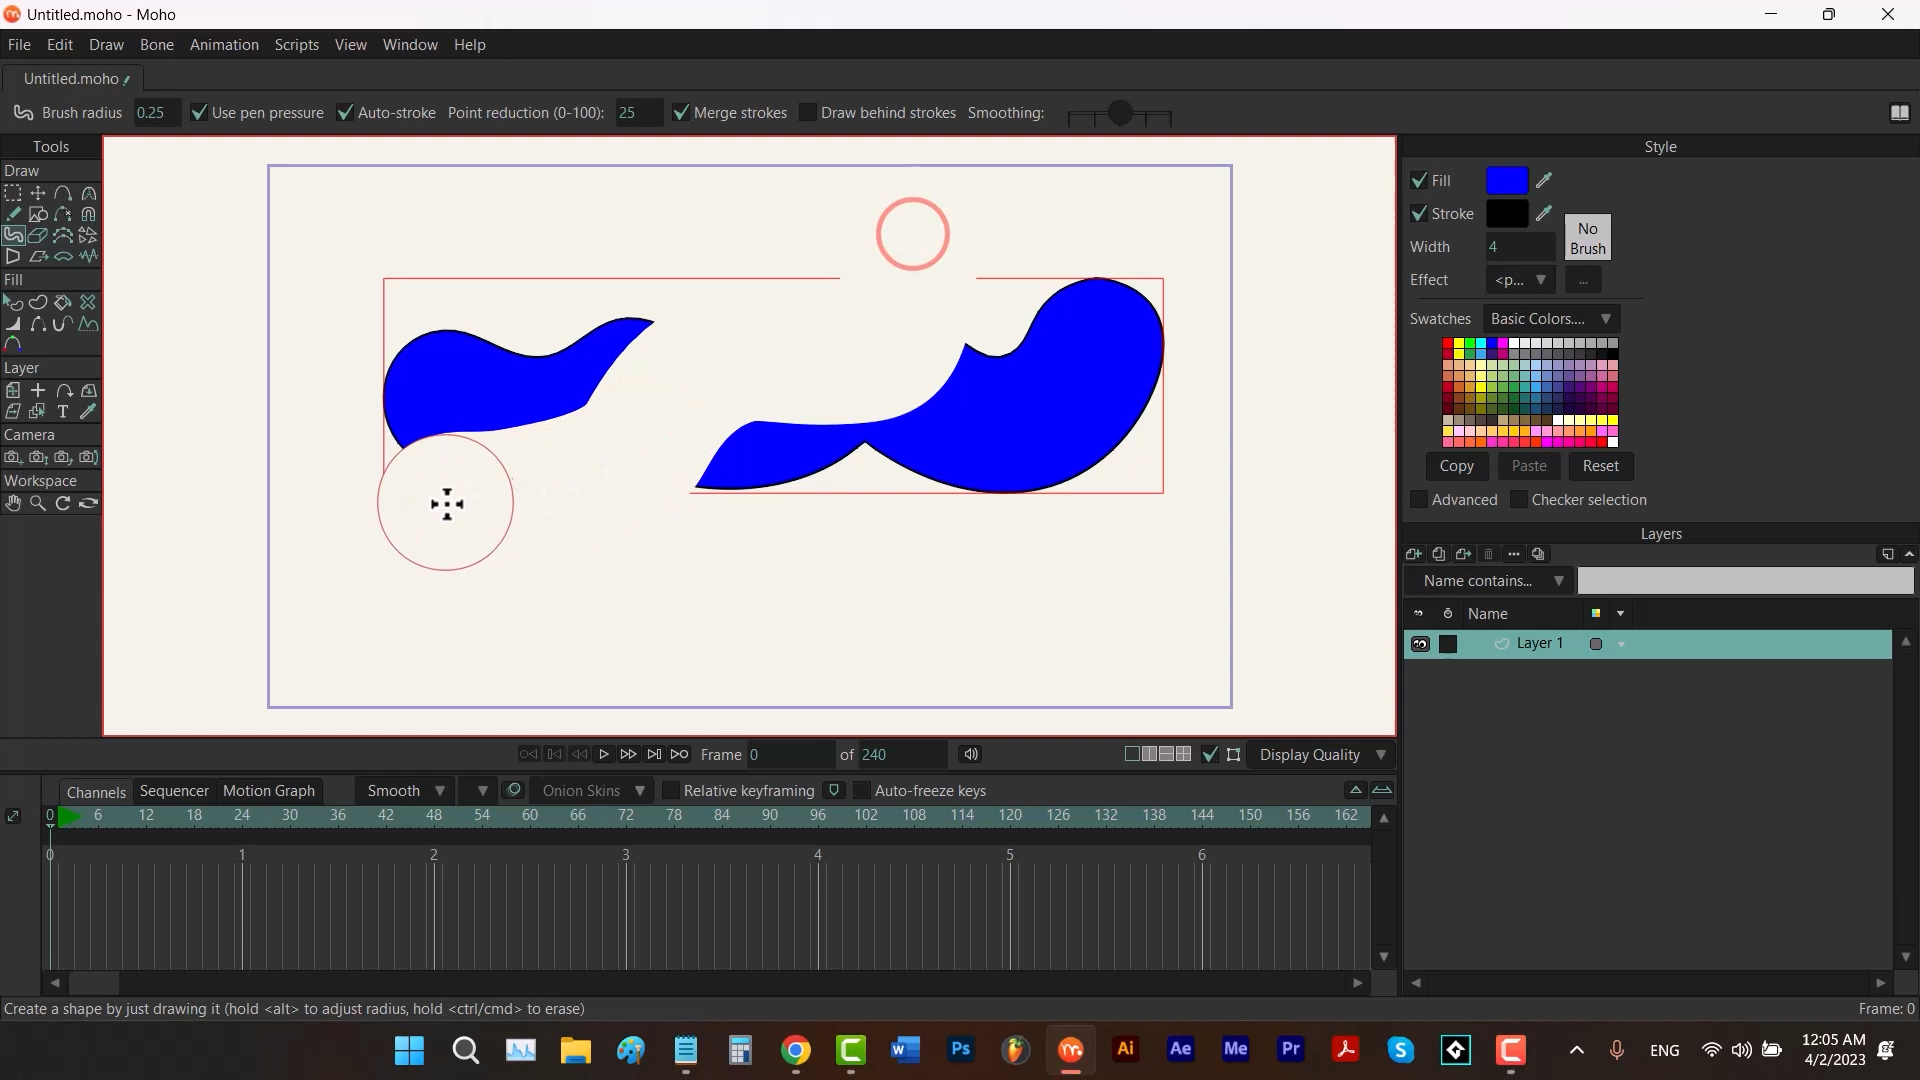 Untitled.moho - Moho
File Edit Draw Bone Animation Scripts View Window Help
Untitled.moho
Brush radius 0.25 Use pen pressure Auto-stroke Point reduction (0-100): 25 Merge strokes Draw behind strokes Smoothing:
Tools
Draw
Fill
Layer
T
Camera
Workspace
Style
Fill
Stroke
No Brush
Width 4
Effect <p... ...
Swatches Basic Colors....
Copy Paste Reset
Advanced Checker selection
Layers
Name contains...
Name
Layer 1
Frame 0 of 240 Display Quality
Channels Sequencer Motion Graph Smooth Onion Skins Relative keyframing Auto-freeze keys
0 6 12 18 24 30 36 42 48 54 60 66 72 78 84 90 96 102 108 114 120 126 132 138 144 150 156 162
0 1 2 3 4 5 6
Create a shape by just drawing it (hold <alt> to adjust radius, hold <ctrl/cmd> to erase) Frame: 0
W Ps Ai Ae Me Pr S ENG 12:05 AM
4/2/2023